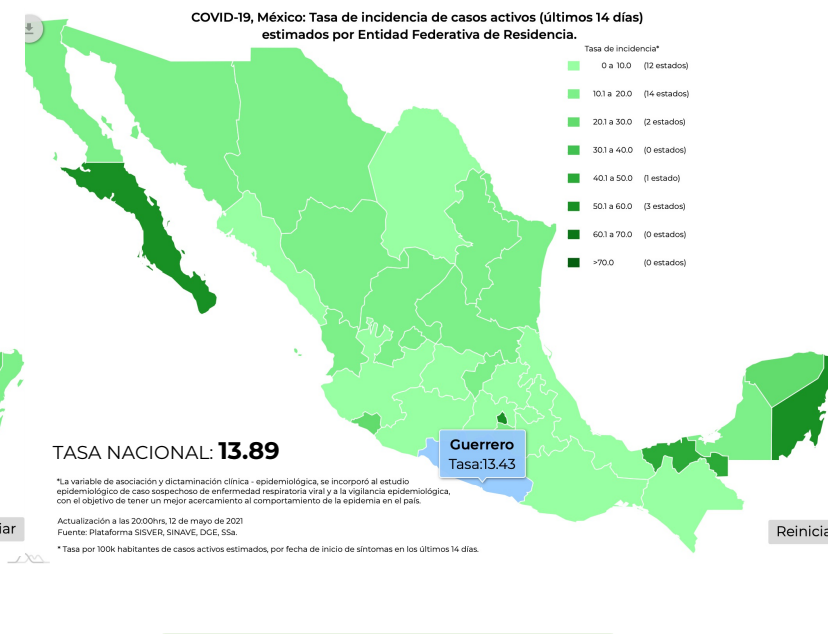 COVID-19, México: Tasa de incidencia de casos activos (últimos 14 días)
estimados por Entidad Federativa de Residencia.
Tasa de incidencia*
0 a 10.0 (12 estados)
10.1 a 20.0 (14 estados)
20.1 a 30.0 (2 estados)
30.1 a 40.0 (0 estados)
40.1 a 50.0 (1 estado)
50.1 a 60.0 (3 estados)
60.1 a 70.0 (0 estados)
>70.0 (0 estados)
Guerrero
Tasa:13.43
TASA NACIONAL: 13.89
*La variable de asociación y dictaminación clínica - epidemiológica, se incorporó al estudio
epidemiológico de caso sospechoso de enfermedad respiratoria viral y a la vigilancia epidemiológica,
con el objetivo de tener un mejor acercamiento al comportamiento de la epidemia en el país.
Actualización a las 20:00hrs, 12 de mayo de 2021
Fuente: Plataforma SISVER, SINAVE, DGE, SSa.
* Tasa por 100k habitantes de casos activos estimados, por fecha de inicio de síntomas en los últimos 14 días.
iar
Reinicia